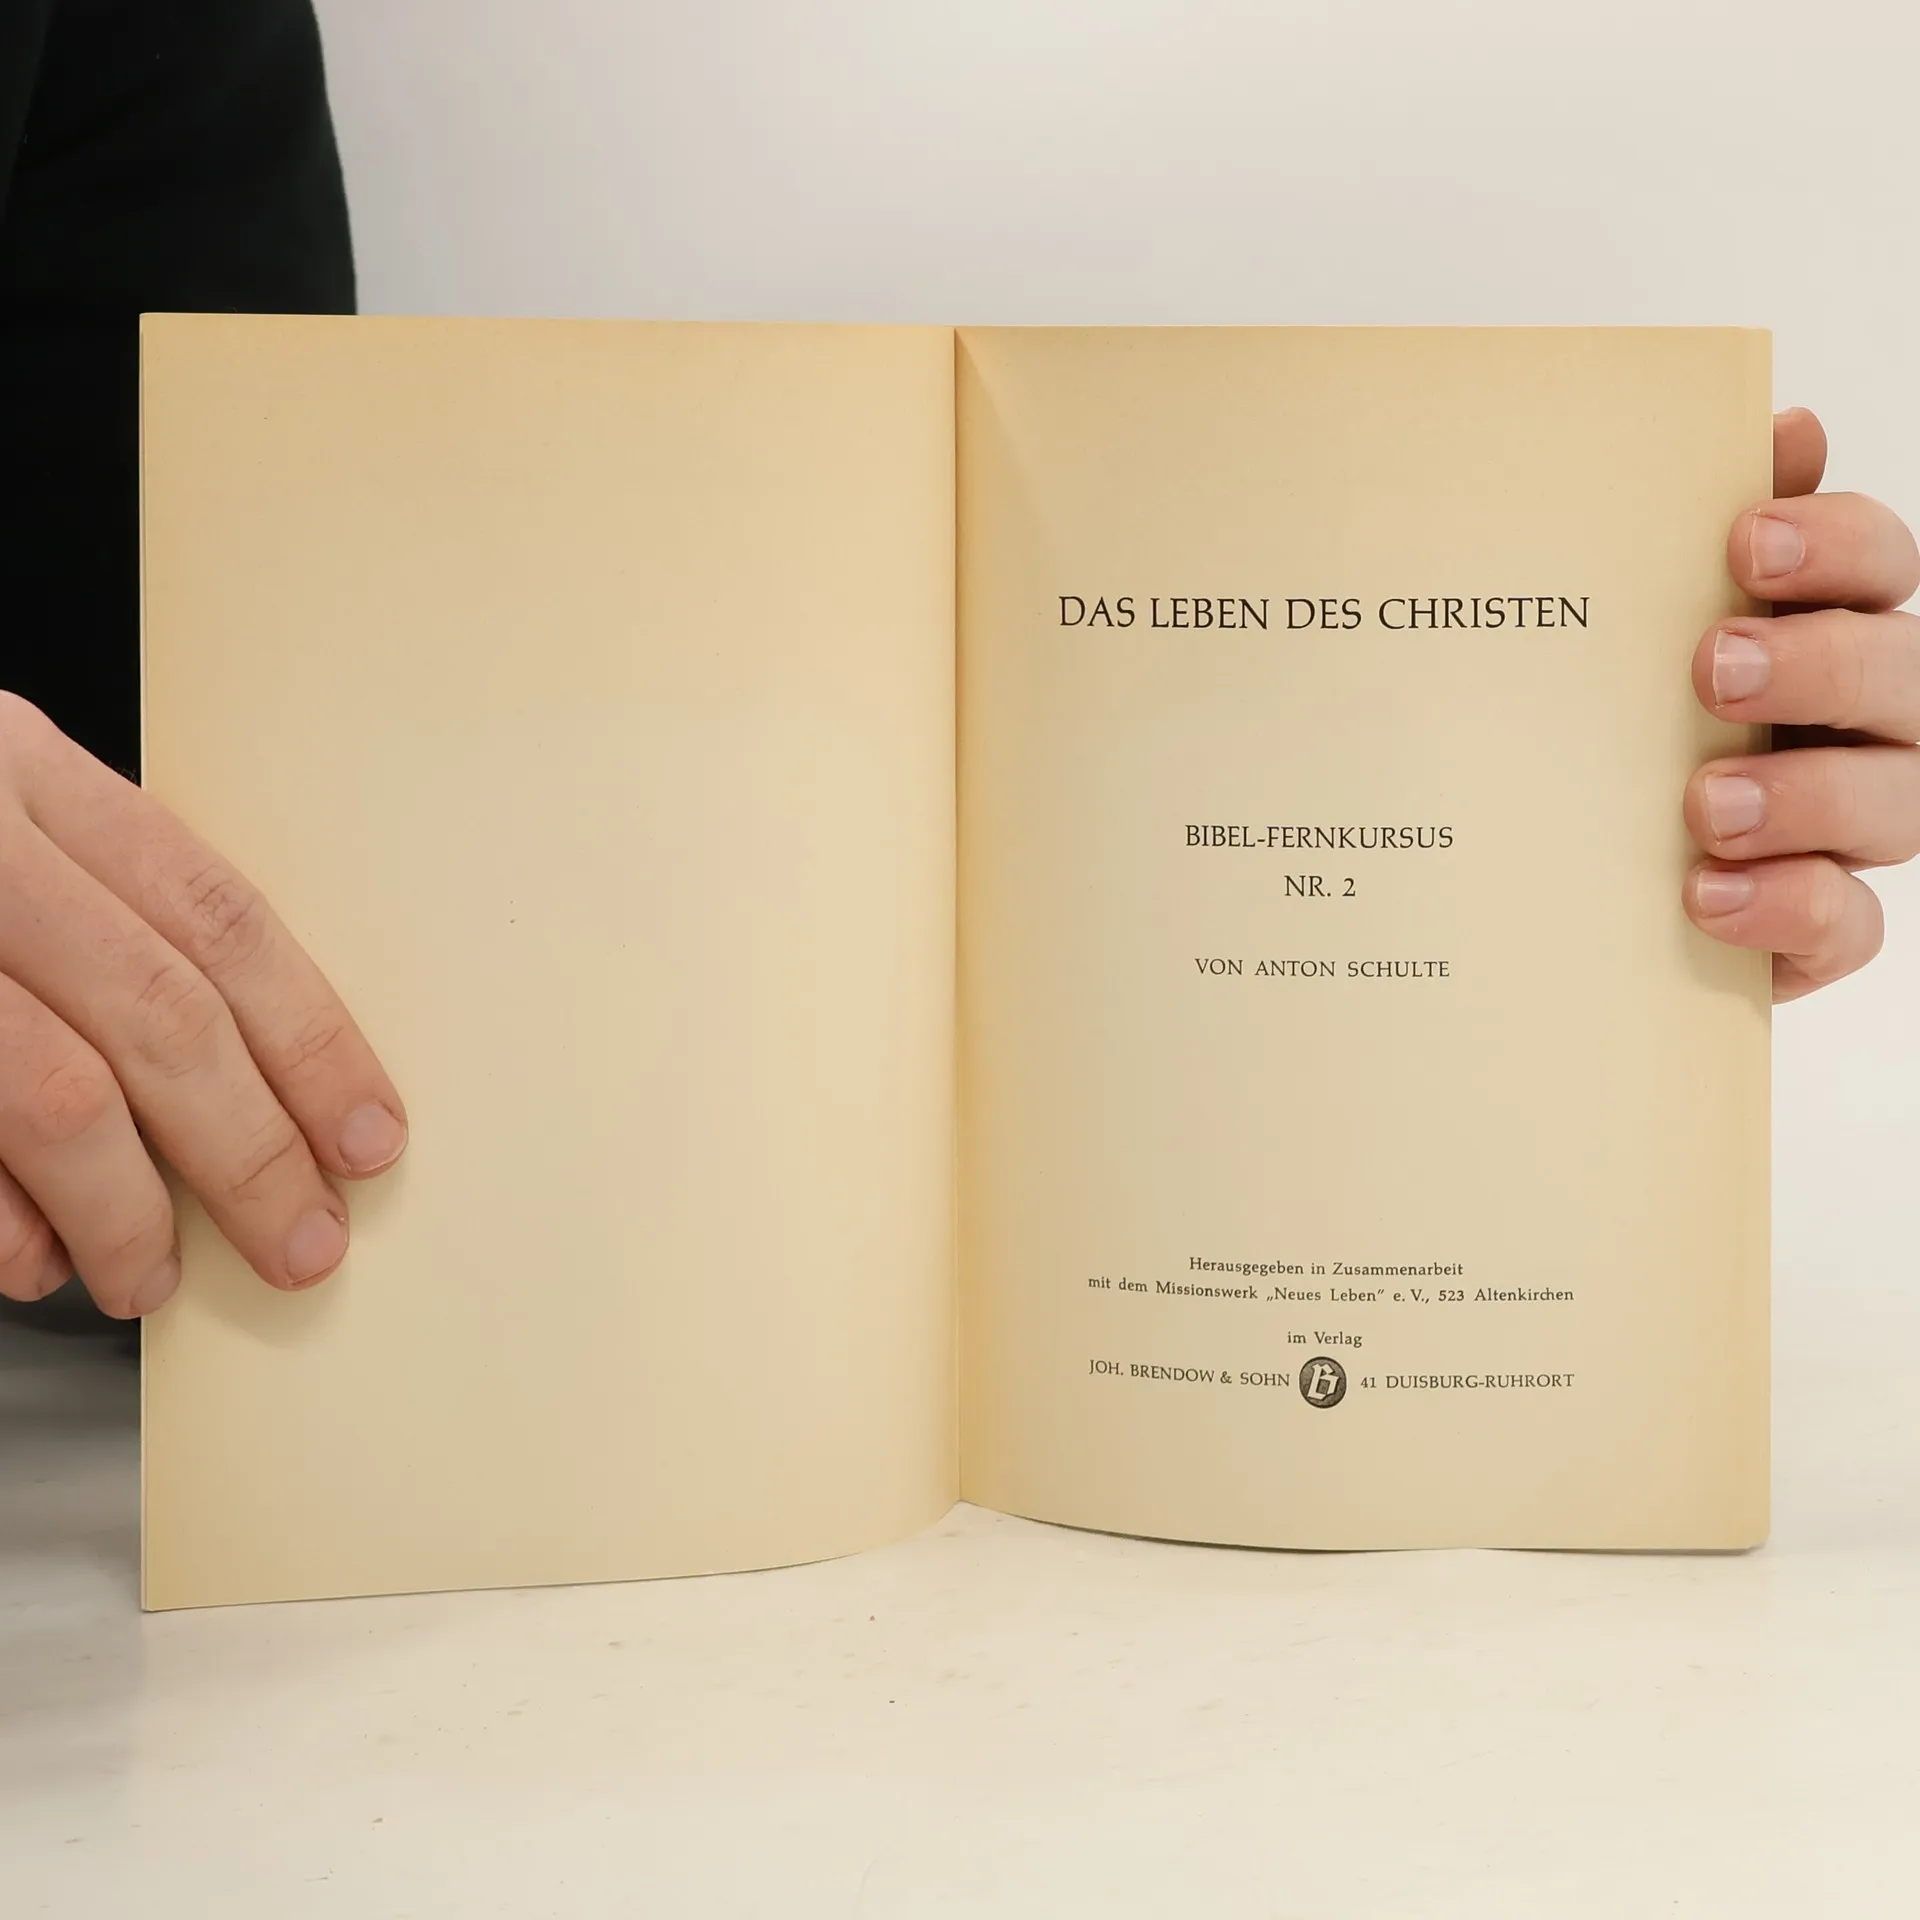 DAS LEBEN DES CHRISTEN
BIBEL-FERNKURSUS
NR. 2
VON ANTON SCHULTE
Herausgegeben in Zusammenarbeit
mit dem Missionswerk „Neues Leben” e. V., 523 Altenkirchen
im Verlag
JOH. BRENDOW & SOHN B 41 DUISBURG-RUHRORT